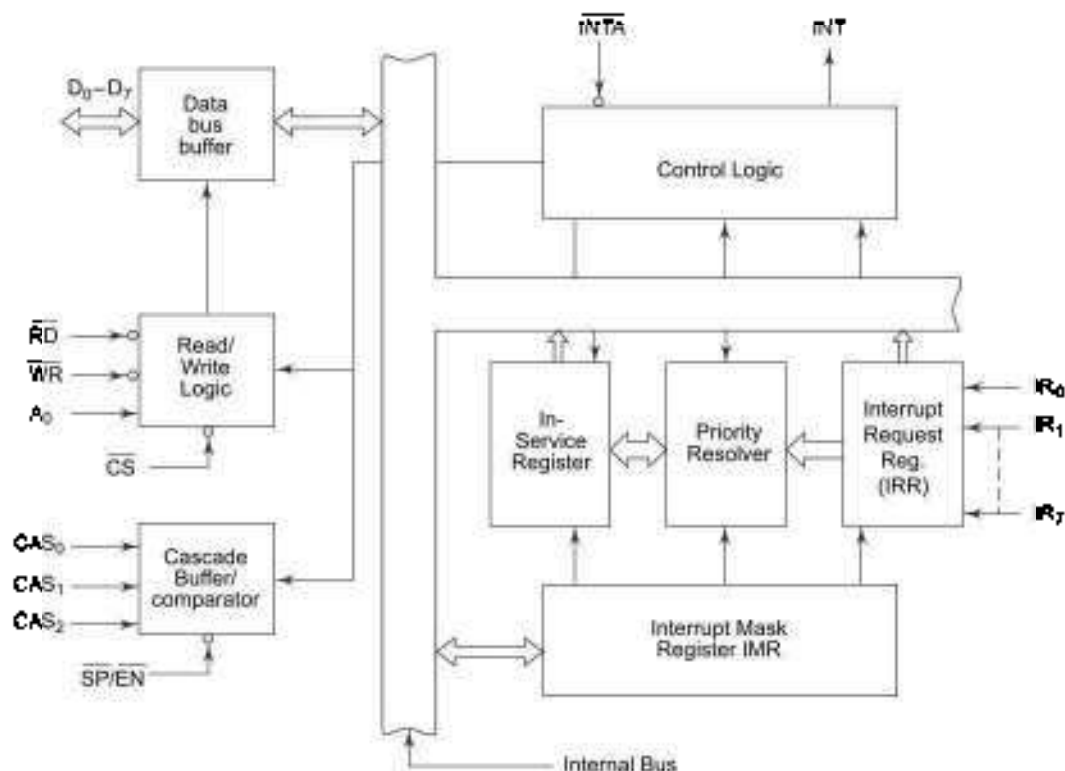 INTA
INT
D₀–D₇
Data
bus
buffer
Control Logic
RD
WR
A₀
CS
Read/
Write
Logic
In-
Service
Register
Priority
Resolver
Interrupt
Request
Reg.
(IRR)
IR₀
IR₁
IR₇
CAS₀
CAS₁
CAS₂
Cascade
Buffer/
comparator
SP/EN
Interrupt Mask
Register IMR
Internal Bus